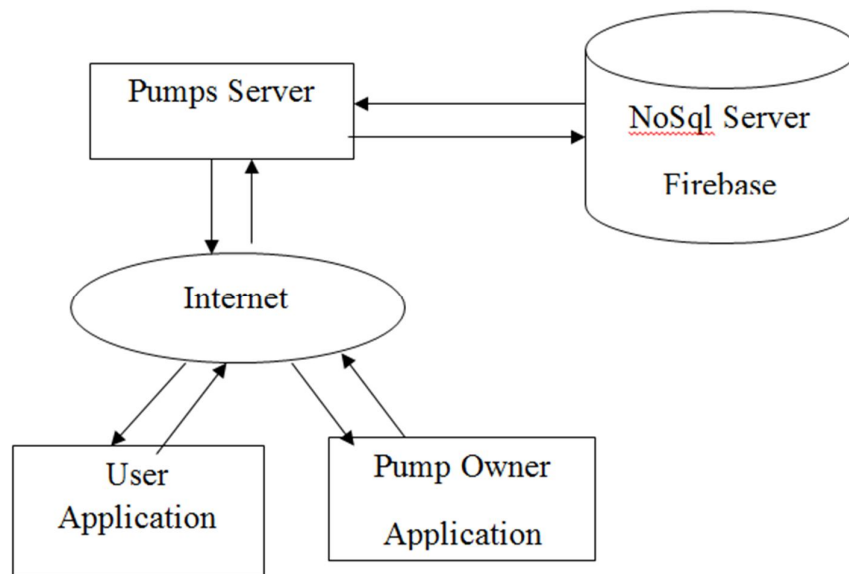 Pumps Server
NoSql Server
Firebase
Internet
User
Application
Pump Owner
Application